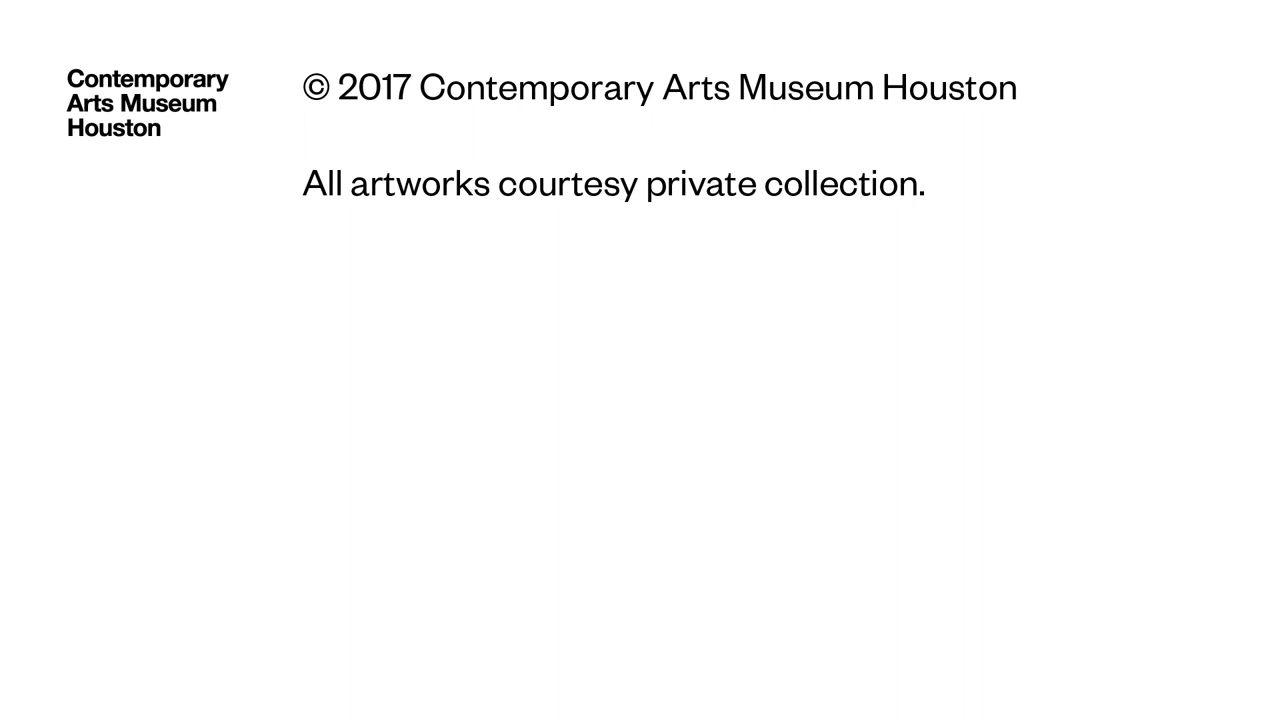 Contemporary
Arts Museum
Houston
© 2017 Contemporary Arts Museum Houston
All artworks courtesy private collection.